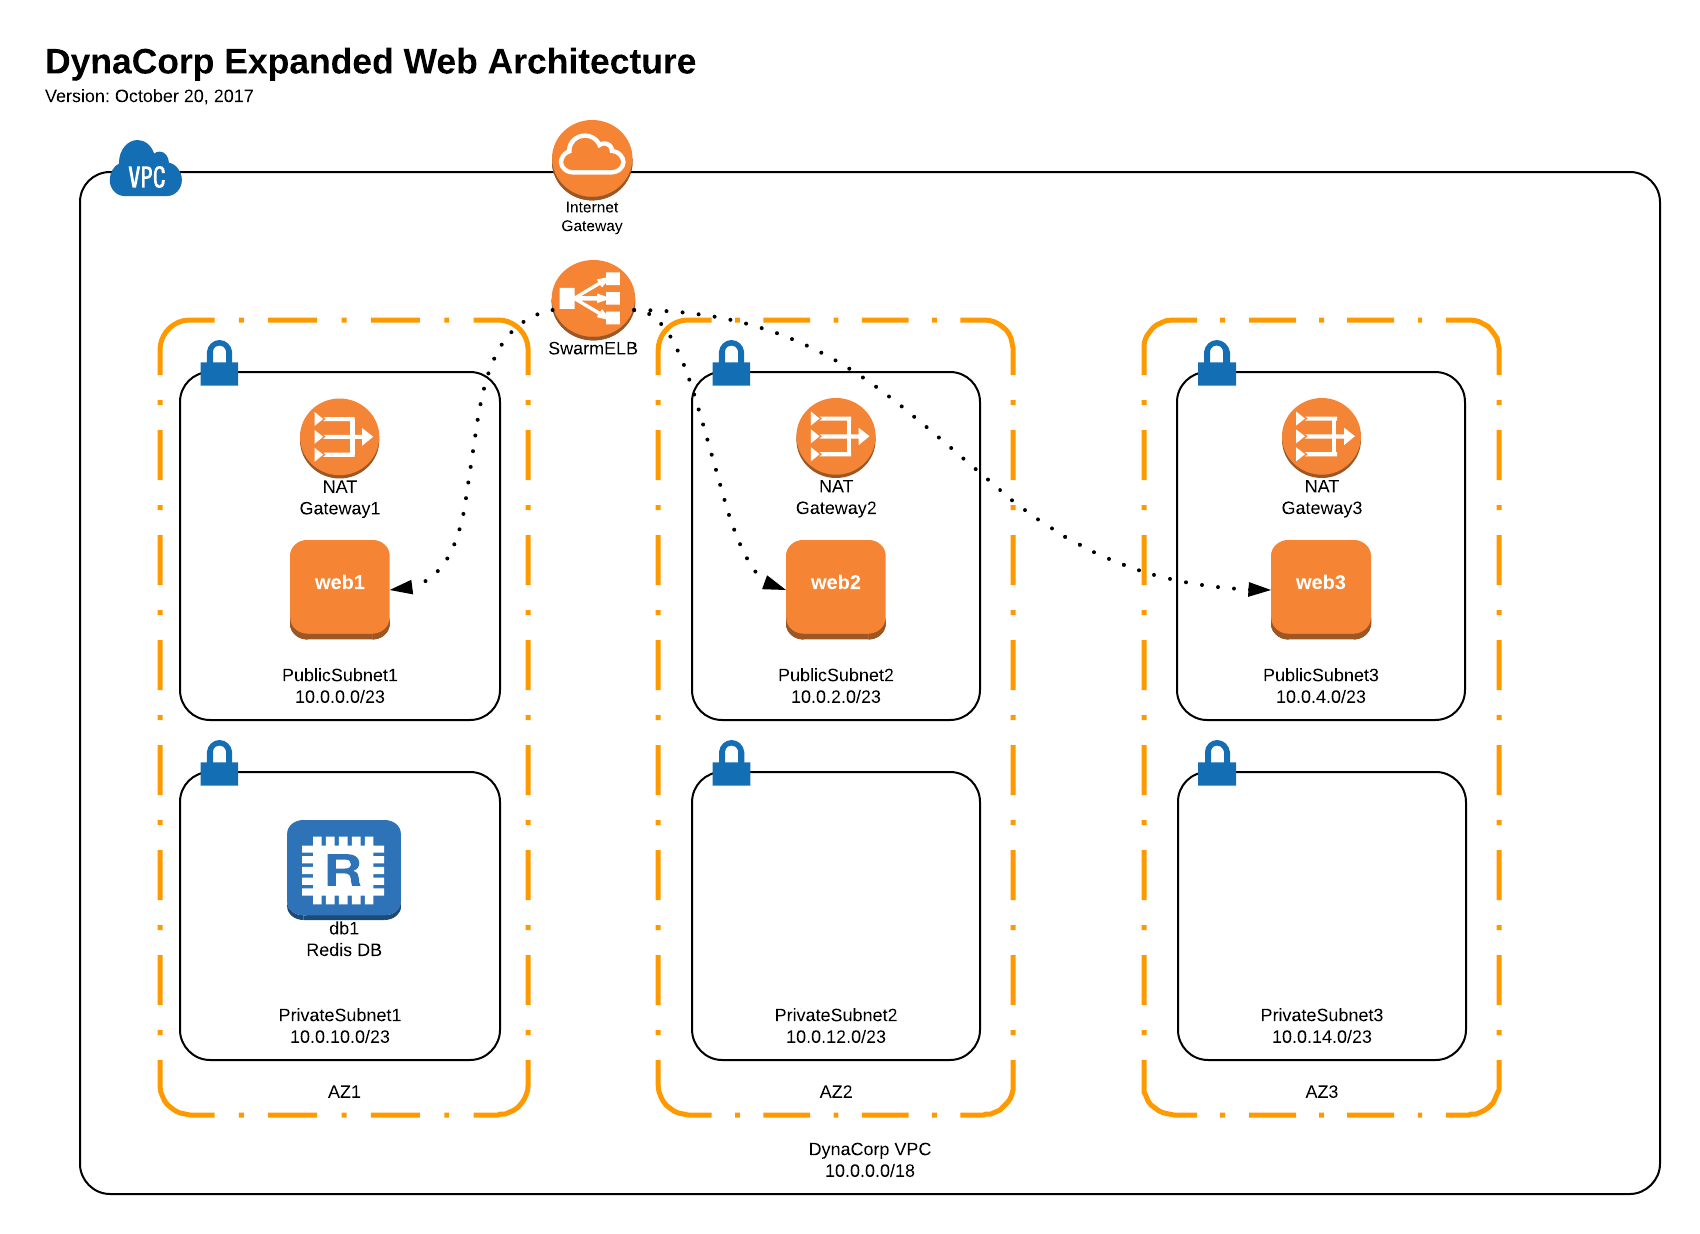 DynaCorp Expanded Web Architecture
Version: October 20, 2017
VPC
Internet
Gateway
SwarmELB
NAT
Gateway1
web1
PublicSubnet1
10.0.0.0/23
NAT
Gateway2
web2
PublicSubnet2
10.0.2.0/23
NAT
Gateway3
web3
PublicSubnet3
10.0.4.0/23
R
db1
Redis DB
PrivateSubnet1
10.0.10.0/23
PrivateSubnet2
10.0.12.0/23
PrivateSubnet3
10.0.14.0/23
AZ1
AZ2
AZ3
DynaCorp VPC
10.0.0.0/18